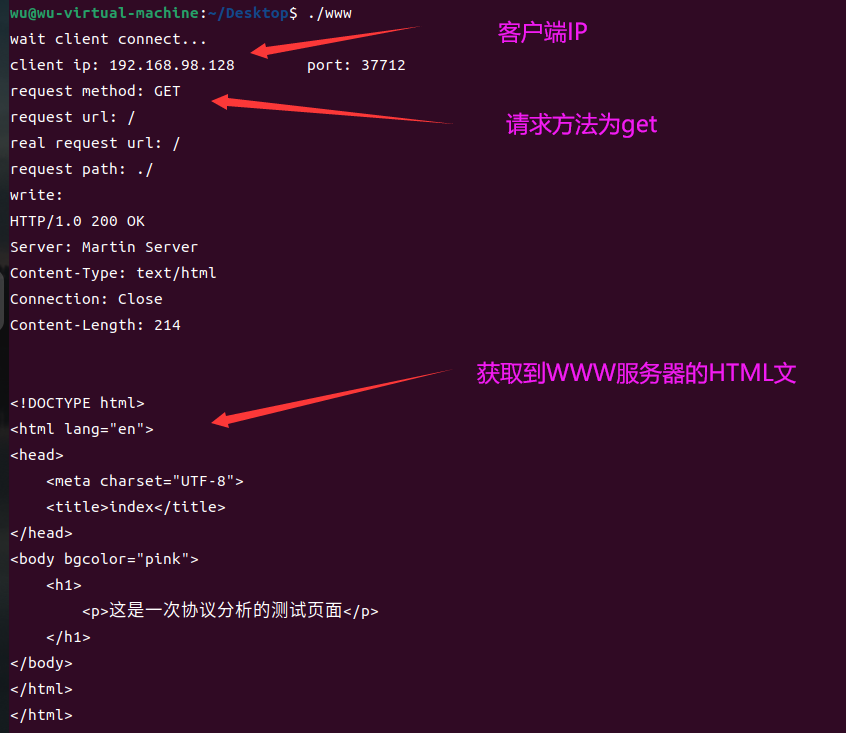 wu@wu-virtual-machine:~/Desktop$ ./www
wait client connect...
客户端IP
client ip: 192.168.98.128        port: 37712
request method: GET
request url: /
请求方法为get
real request url: /
request path: ./
write:
HTTP/1.0 200 OK
Server: Martin Server
Content-Type: text/html
Connection: Close
Content-Length: 214
获取到WWW服务器的HTML文
<!DOCTYPE html>
<html lang="en">
<head>
    <meta charset="UTF-8">
    <title>index</title>
</head>
<body bgcolor="pink">
    <h1>
        <p>这是一次协议分析的测试页面</p>
    </h1>
</body>
</html>
</html>